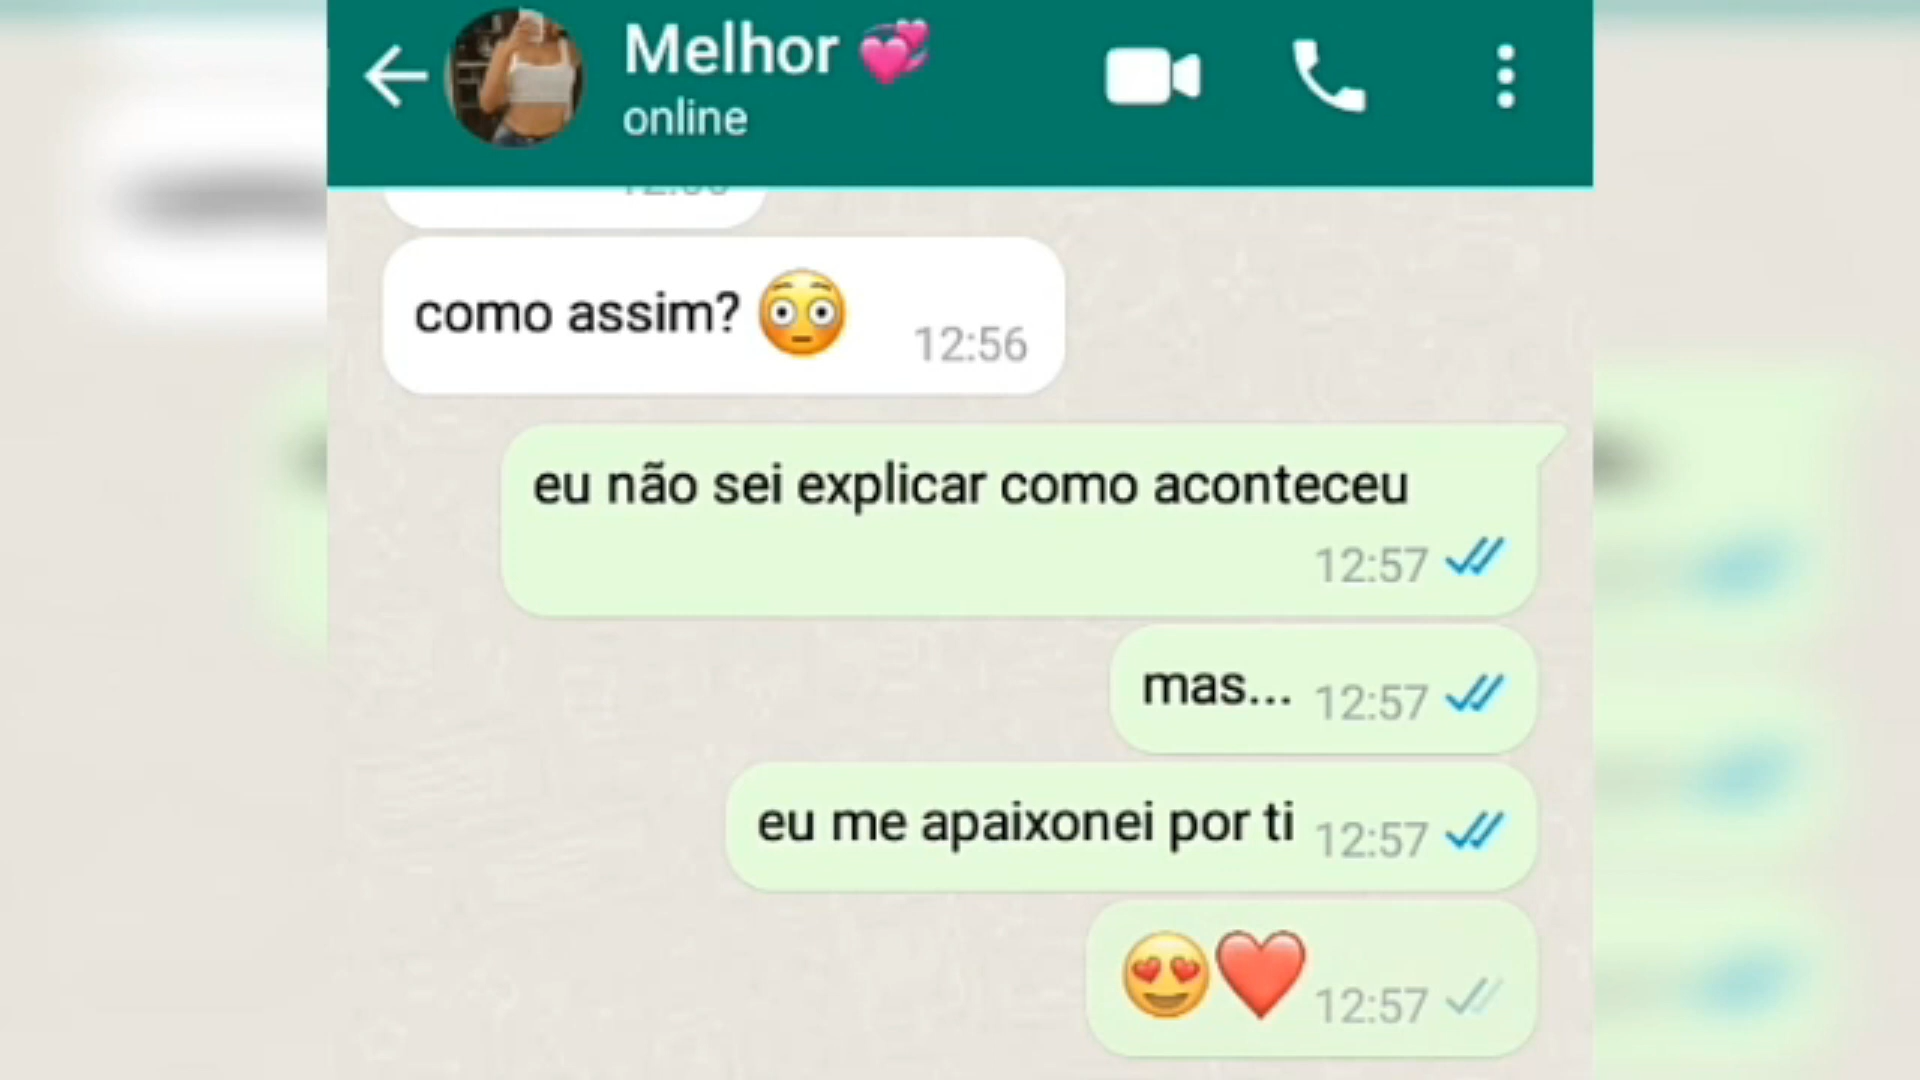 Melhor 💞
online
como assim? 😳 12:56
eu não sei explicar como aconteceu
12:57
mas... 12:57
eu me apaixonei por ti 12:57
😍❤️ 12:57